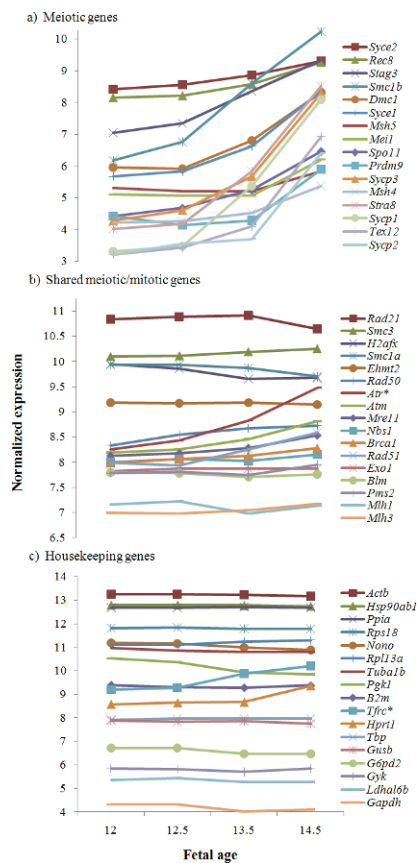 a) Meiotic genes
10
9
8
7
6
5
4
3
Syce2
Rec8
Stag3
Smc1b
Dmc1
Syce1
Msh5
Mei1
Spo11
Prdm9
Sycp3
Msh4
Stra8
Sycp1
Tex12
Sycp2
b) Shared meiotic/mitotic genes
Normalized expression
11
10.5
10
9.5
9
8.5
8
7.5
7
6.5
Rad21
Smc3
H2afx
Smc1a
Ehmt2
Rad50
Atr*
Atm
Mre11
Nbs1
Brca1
Rad51
Exo1
Blm
Pms2
Mlh1
Mlh3
c) Housekeeping genes
14
13
12
11
10
9
8
7
6
5
4
Actb
Hsp90ab1
Ppia
Rps18
Nono
Rpl13a
Tuba1b
Pgk1
B2m
Tfrc*
Hprt1
Tbp
Gusb
G6pd2
Gyk
Ldhal6b
Gapdh
12 12.5 13.5 14.5
Fetal age